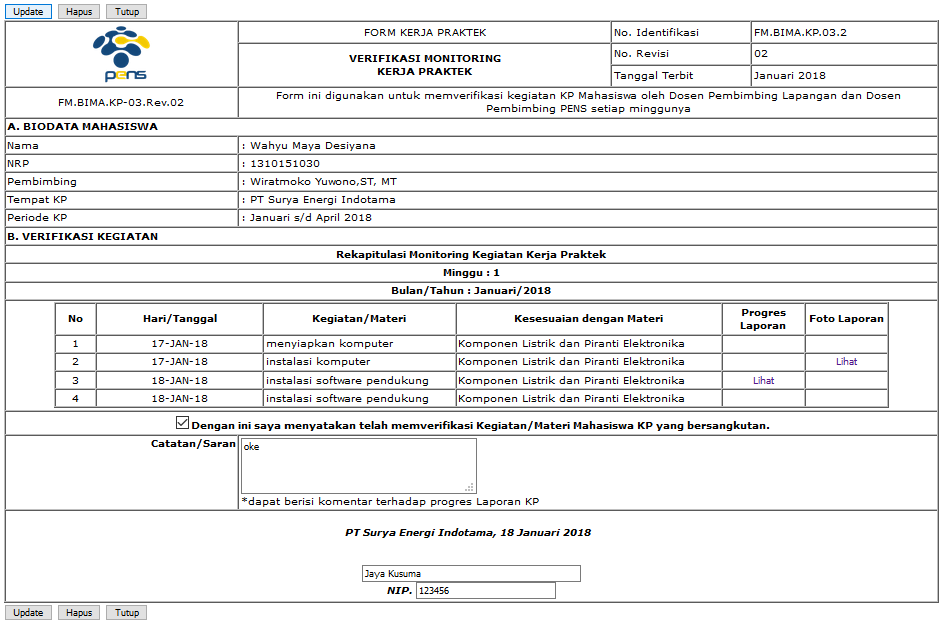 Update Hapus Tutup
pens
FORM KERJA PRAKTEK
No. Identifikasi FM.BIMA.KP.03.2
VERIFIKASI MONITORING
KERJA PRAKTEK
No. Revisi 02
Tanggal Terbit Januari 2018
FM.BIMA.KP-03.Rev.02
Form ini digunakan untuk memverifikasi kegiatan KP Mahasiswa oleh Dosen Pembimbing Lapangan dan Dosen
Pembimbing PENS setiap minggunya
A. BIODATA MAHASISWA
Nama : Wahyu Maya Desiyana
NRP : 1310151030
Pembimbing : Wiratmoko Yuwono,ST, MT
Tempat KP : PT Surya Energi Indotama
Periode KP : Januari s/d April 2018
B. VERIFIKASI KEGIATAN
Rekapitulasi Monitoring Kegiatan Kerja Praktek
Minggu : 1
Bulan/Tahun : Januari/2018
No Hari/Tanggal Kegiatan/Materi Kesesuaian dengan Materi Progres Laporan Foto Laporan
1 17-JAN-18 menyiapkan komputer Komponen Listrik dan Piranti Elektronika
2 17-JAN-18 instalasi komputer Komponen Listrik dan Piranti Elektronika Lihat
3 18-JAN-18 instalasi software pendukung Komponen Listrik dan Piranti Elektronika Lihat
4 18-JAN-18 instalasi software pendukung Komponen Listrik dan Piranti Elektronika
Dengan ini saya menyatakan telah memverifikasi Kegiatan/Materi Mahasiswa KP yang bersangkutan.
Catatan/Saran oke
*dapat berisi komentar terhadap progres Laporan KP
PT Surya Energi Indotama, 18 Januari 2018
Jaya Kusuma
NIP. 123456
Update Hapus Tutup